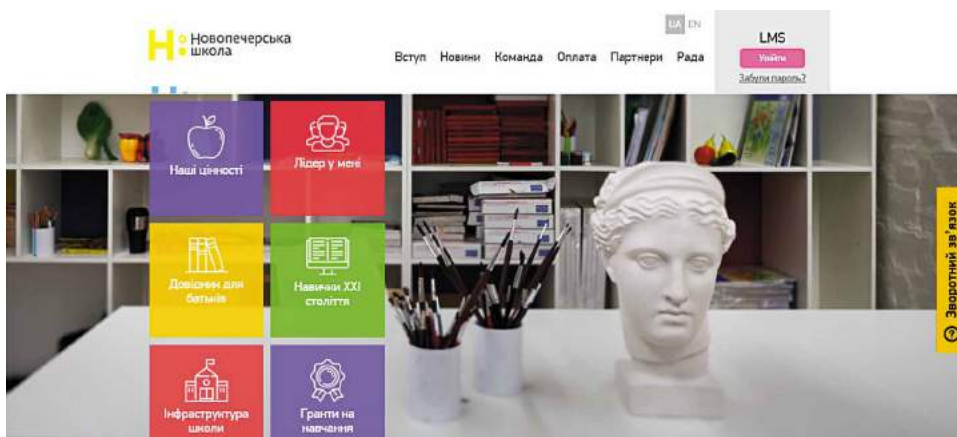 Новопечерська
школа
UA EN
Вступ Новини Команда Оплата Партнери Рада
LMS
Увійти
Забули пароль?
Наші цінності
Лідер у мені
Довідник для
батьків
Навички XXI
століття
Інфраструктура
школи
Гранти на
навчання
Зворотний зв'язок